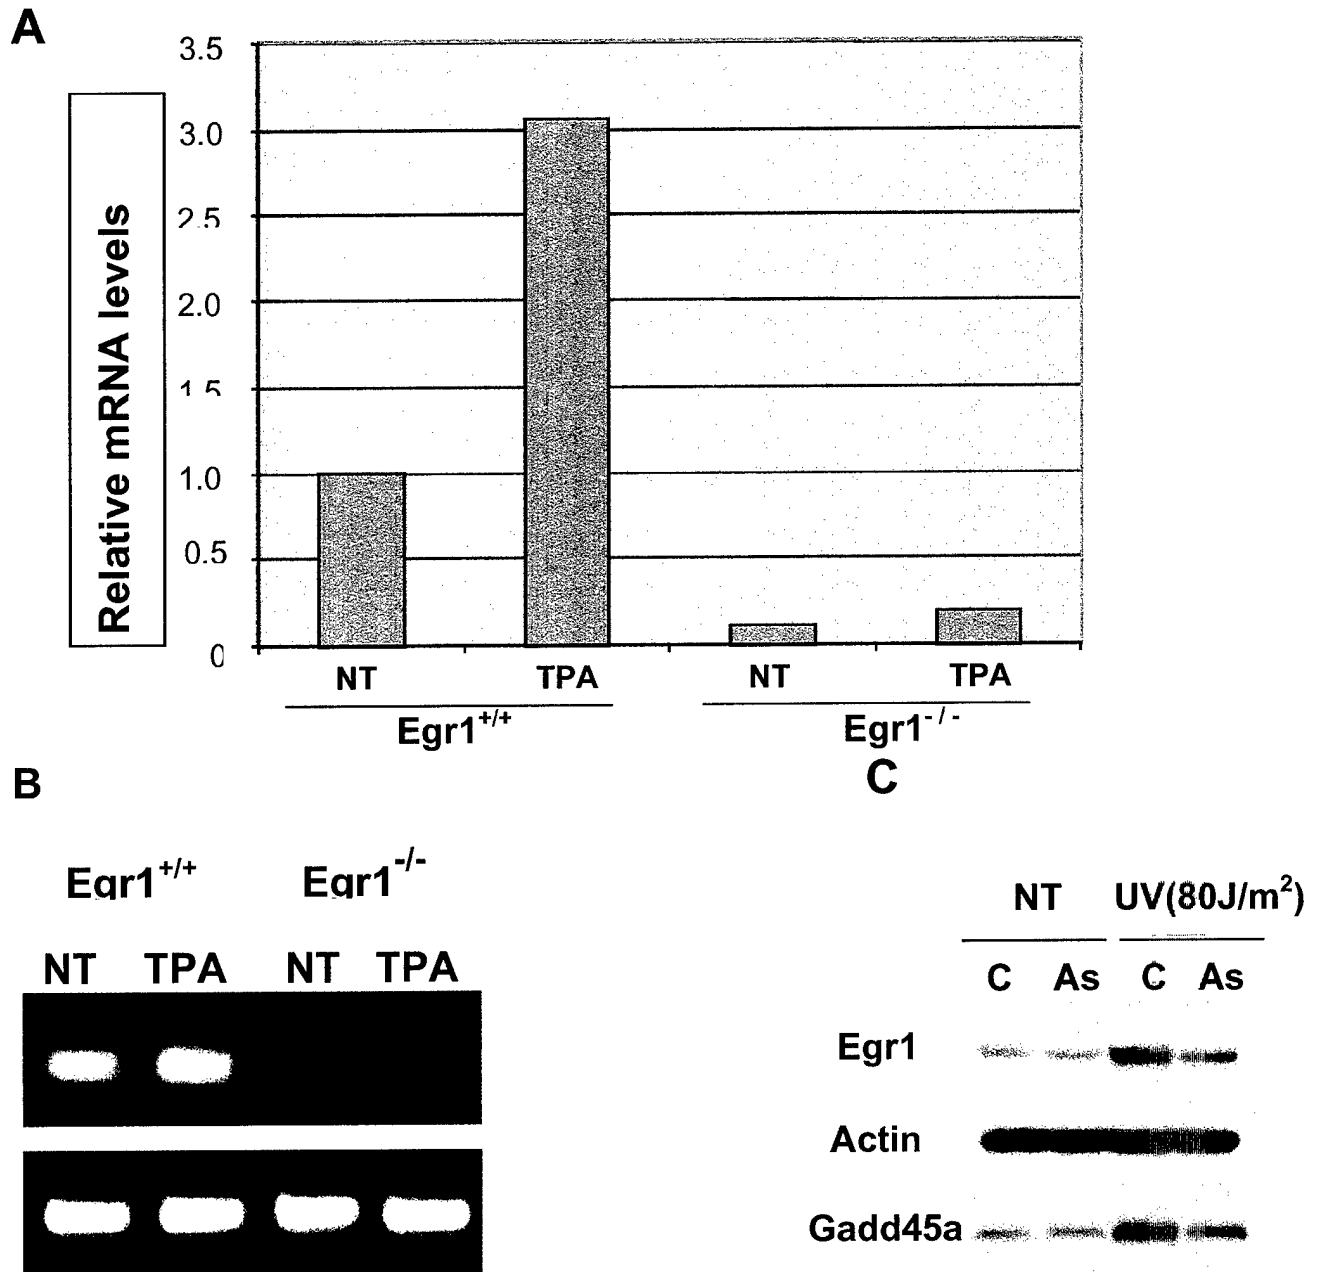 A
3.5
3.0
2.5
2.0
1.5
1.0
0.5
0
Relative mRNA levels
NT TPA NT TPA
Egr1+/+ Egr1-/-
B
Egr1+/+ Egr1-/-
NT TPA NT TPA
C
NT UV(80J/m²)
C As C As
Egr1
Actin
Gadd45a